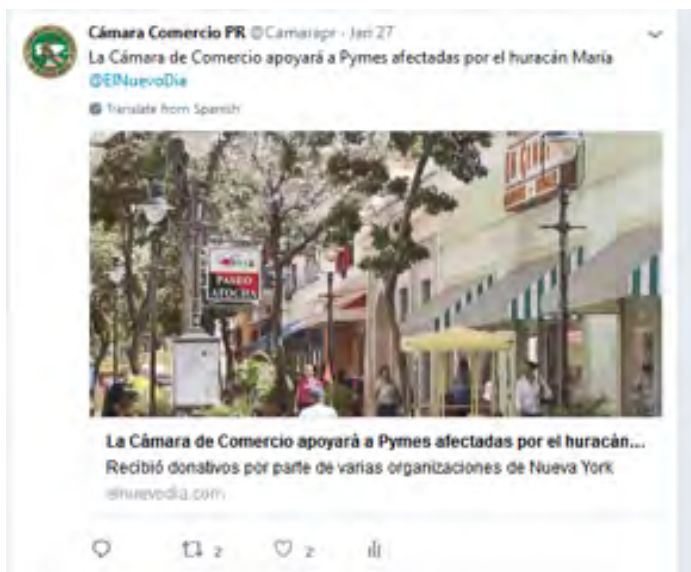 Cámara Comercio PR @Camarapr · Jan 27
La Cámara de Comercio apoyará a Pymes afectadas por el huracán María
@ElNuevoDia
Translate from Spanish
PASEO
ATOCHA
La Cámara de Comercio apoyará a Pymes afectadas por el huracán...
Recibió donativos por parte de varias organizaciones de Nueva York
elnuevodia.com
2 2